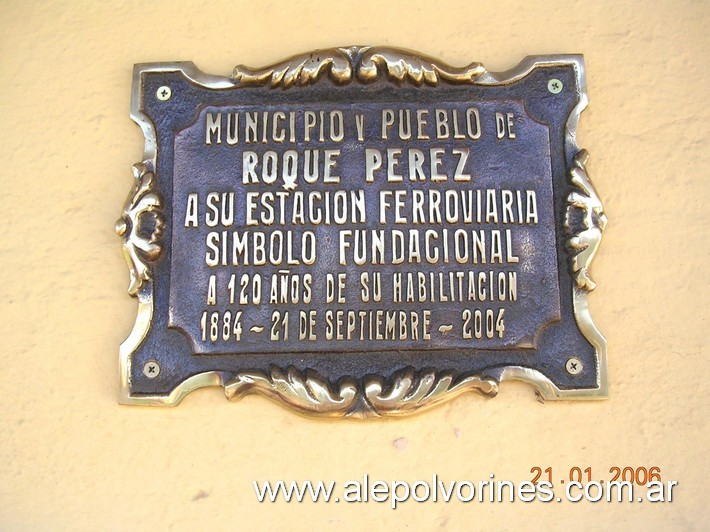 MUNICIPIO Y PUEBLO DE
ROQUE PEREZ
A SU ESTACION FERROVIARIA
SIMBOLO FUNDACIONAL
A 120 AÑOS DE SU HABILITACION
1884 - 21 DE SEPTIEMBRE - 2004
21.01.2006
www.alepolvorines.com.ar